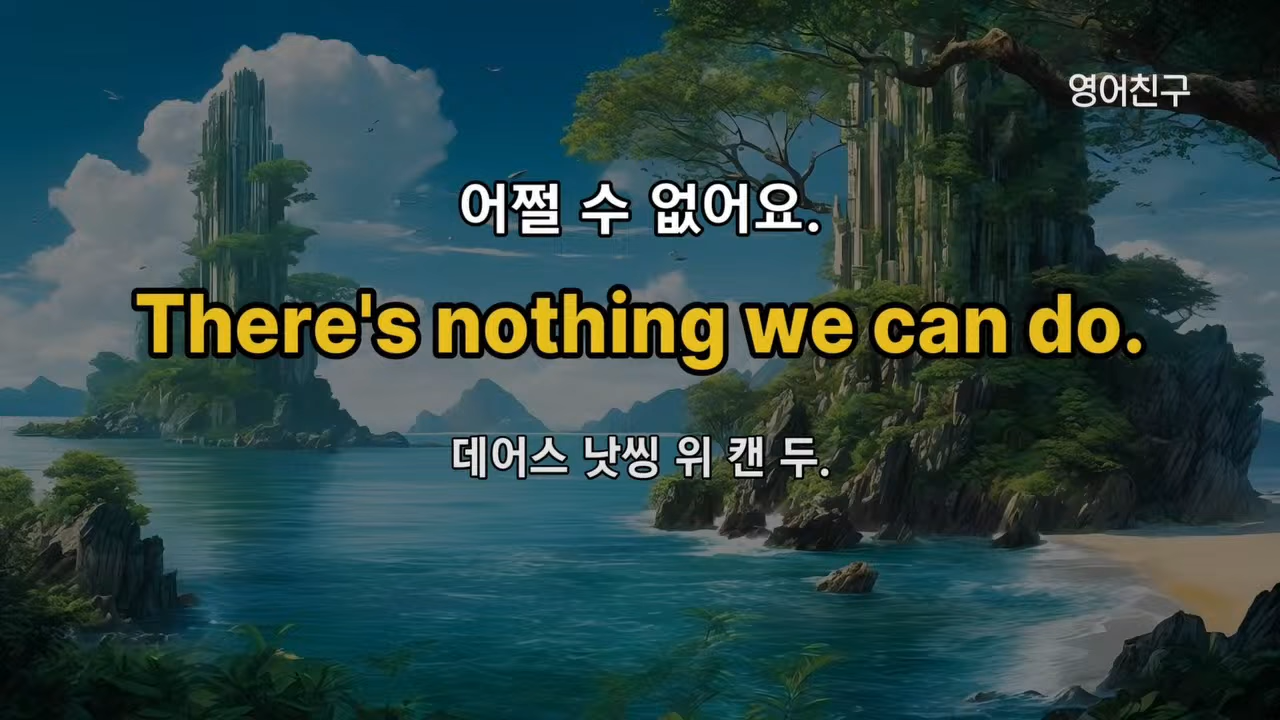 영어친구
어쩔 수 없어요.
There's nothing we can do.
데어스 낫씽 위 캔 두.